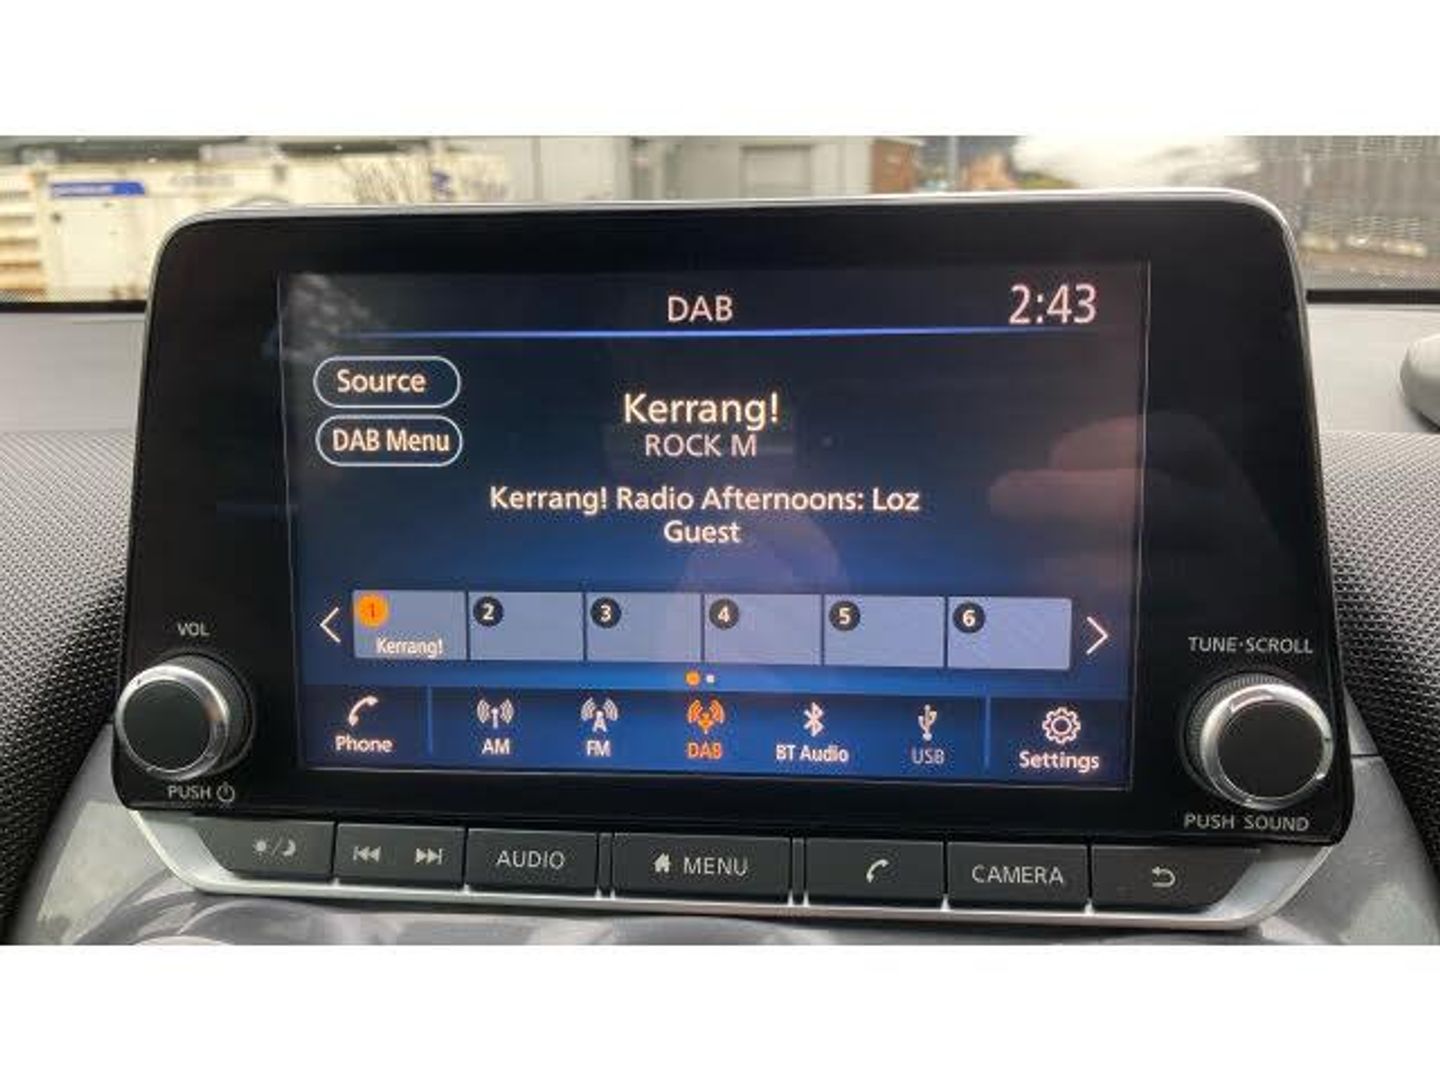 DAB
2:43
Source
DAB Menu
Kerrang!
ROCK M
Kerrang! Radio Afternoons: Loz
Guest
1
Kerrang!
2
3
4
5
6
VOL
TUNE·SCROLL
Phone
AM
FM
DAB
BT Audio
USB
Settings
PUSH
PUSH SOUND
AUDIO
MENU
CAMERA